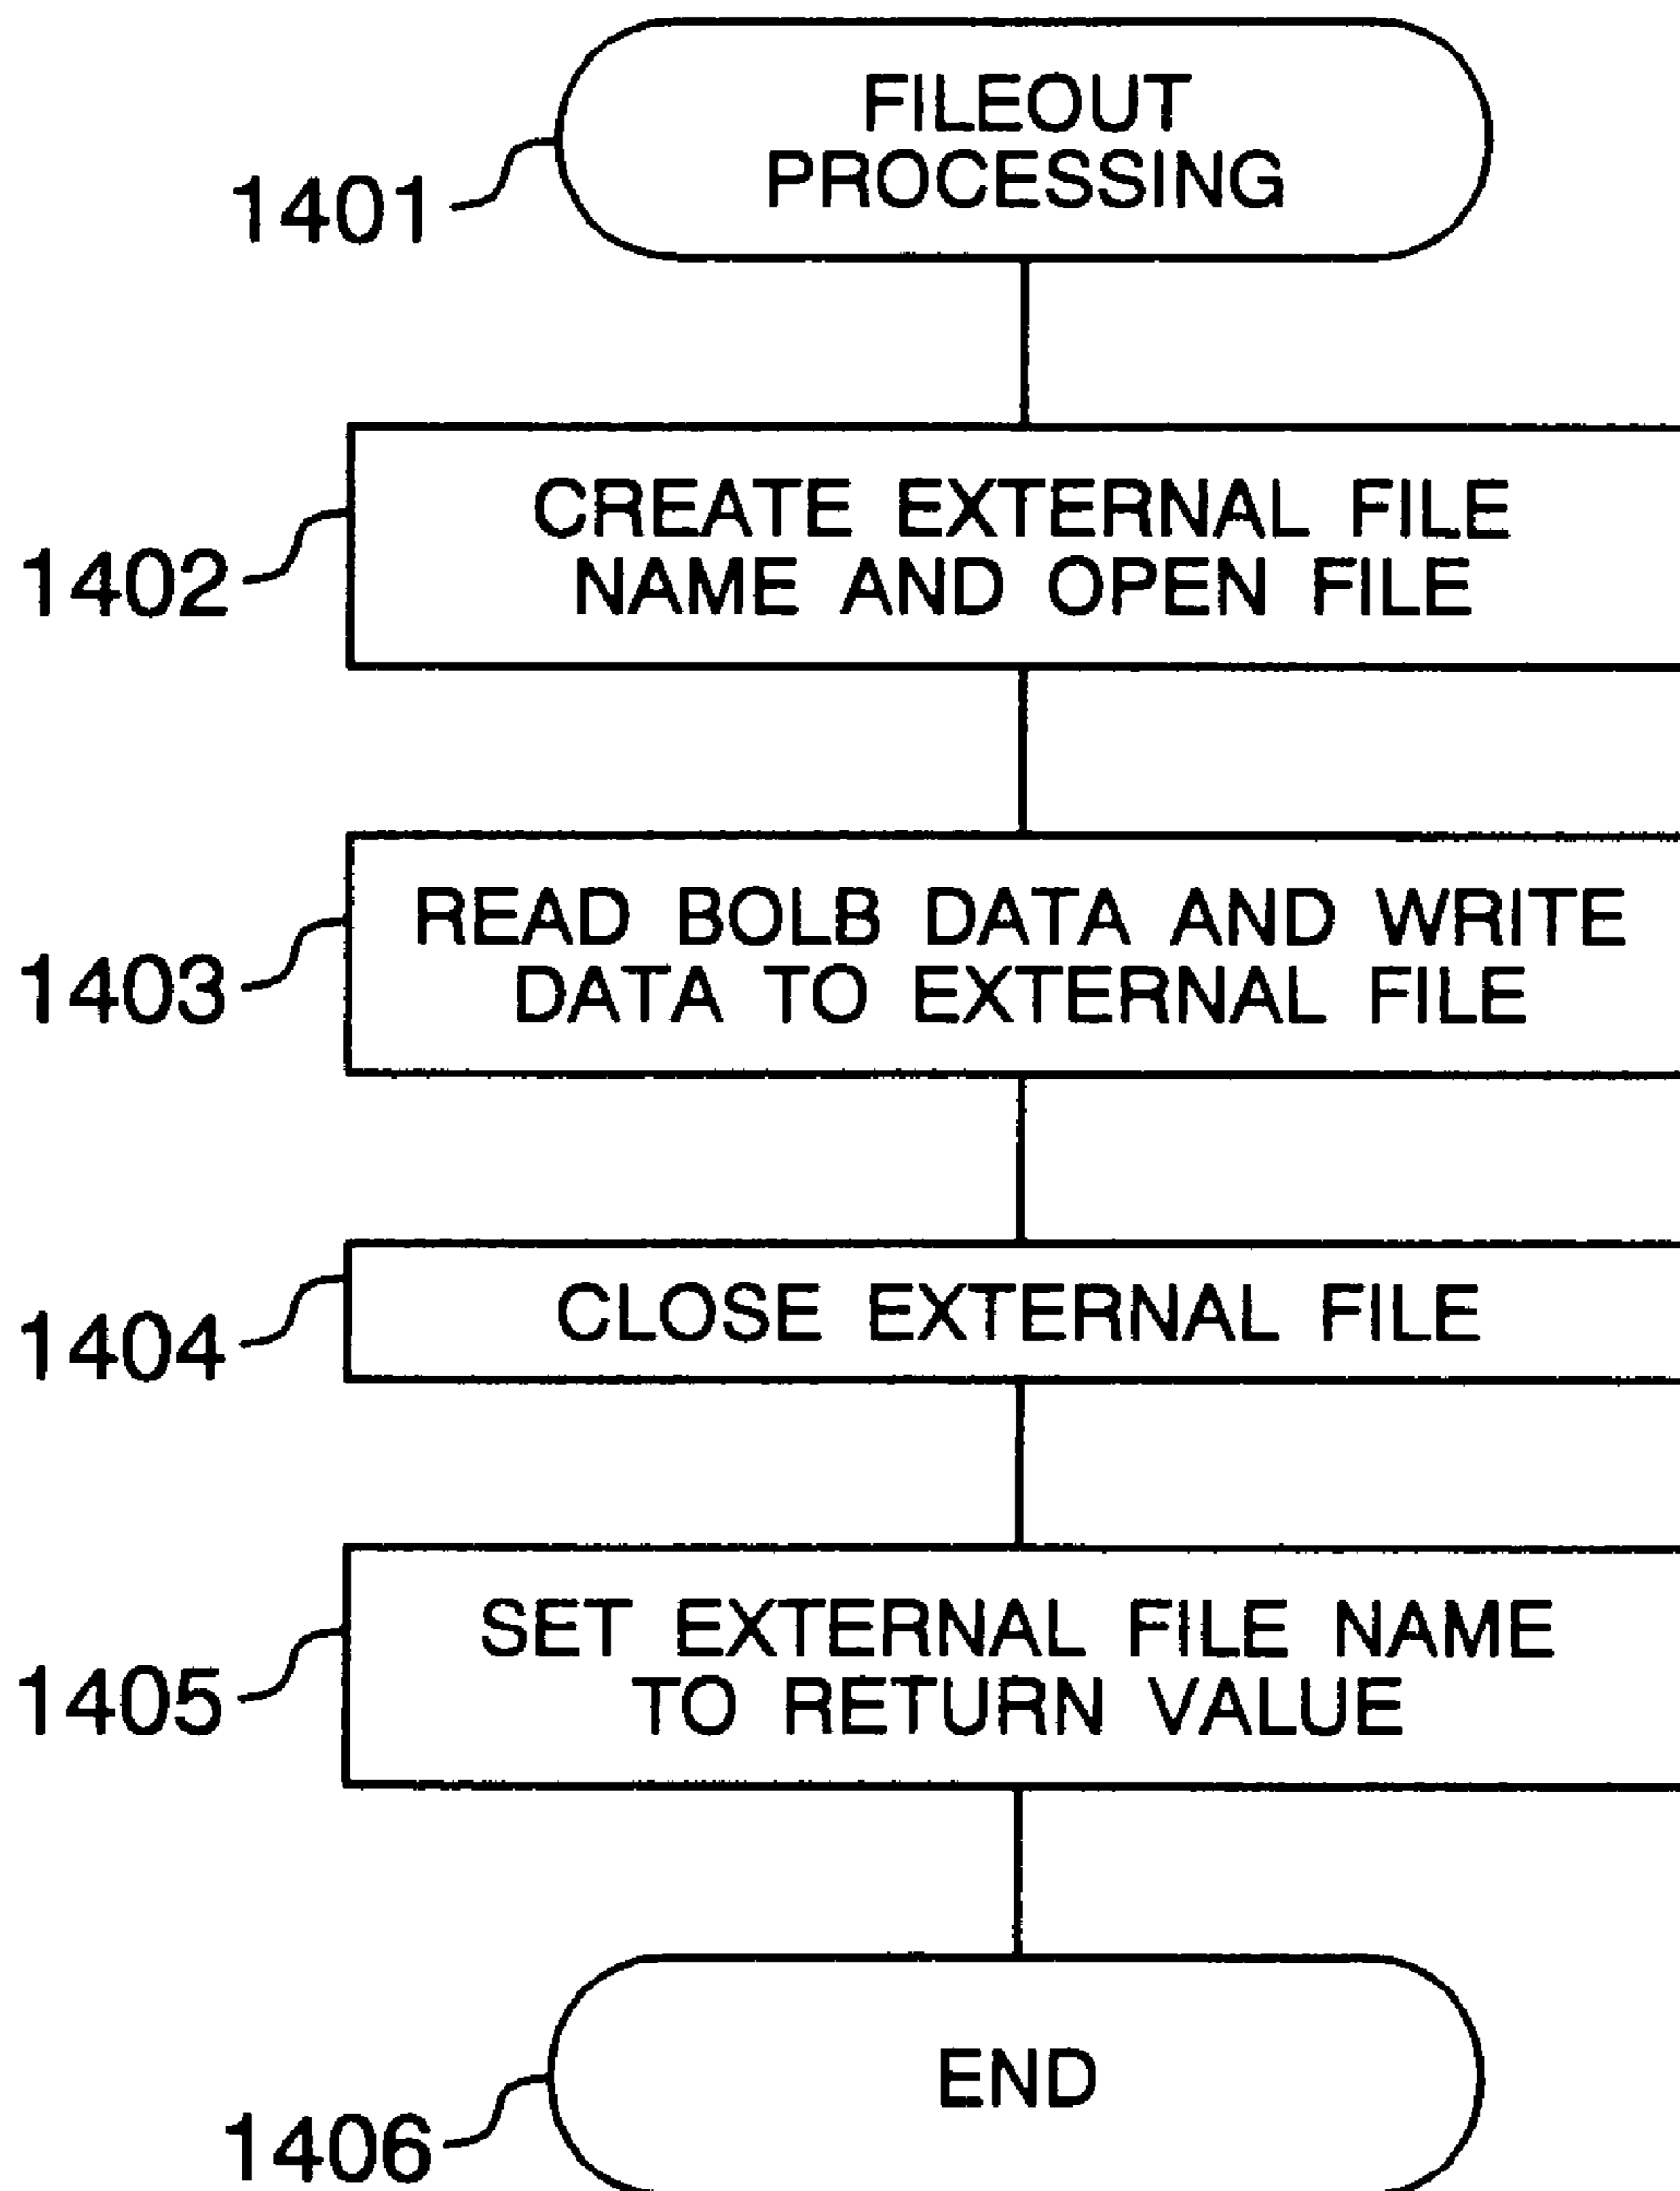 FILEOUT
PROCESSING
1401
CREATE EXTERNAL FILE
NAME AND OPEN FILE
1402
READ BOLB DATA AND WRITE
DATA TO EXTERNAL FILE
1403
CLOSE EXTERNAL FILE
1404
SET EXTERNAL FILE NAME
TO RETURN VALUE
1405
END
1406